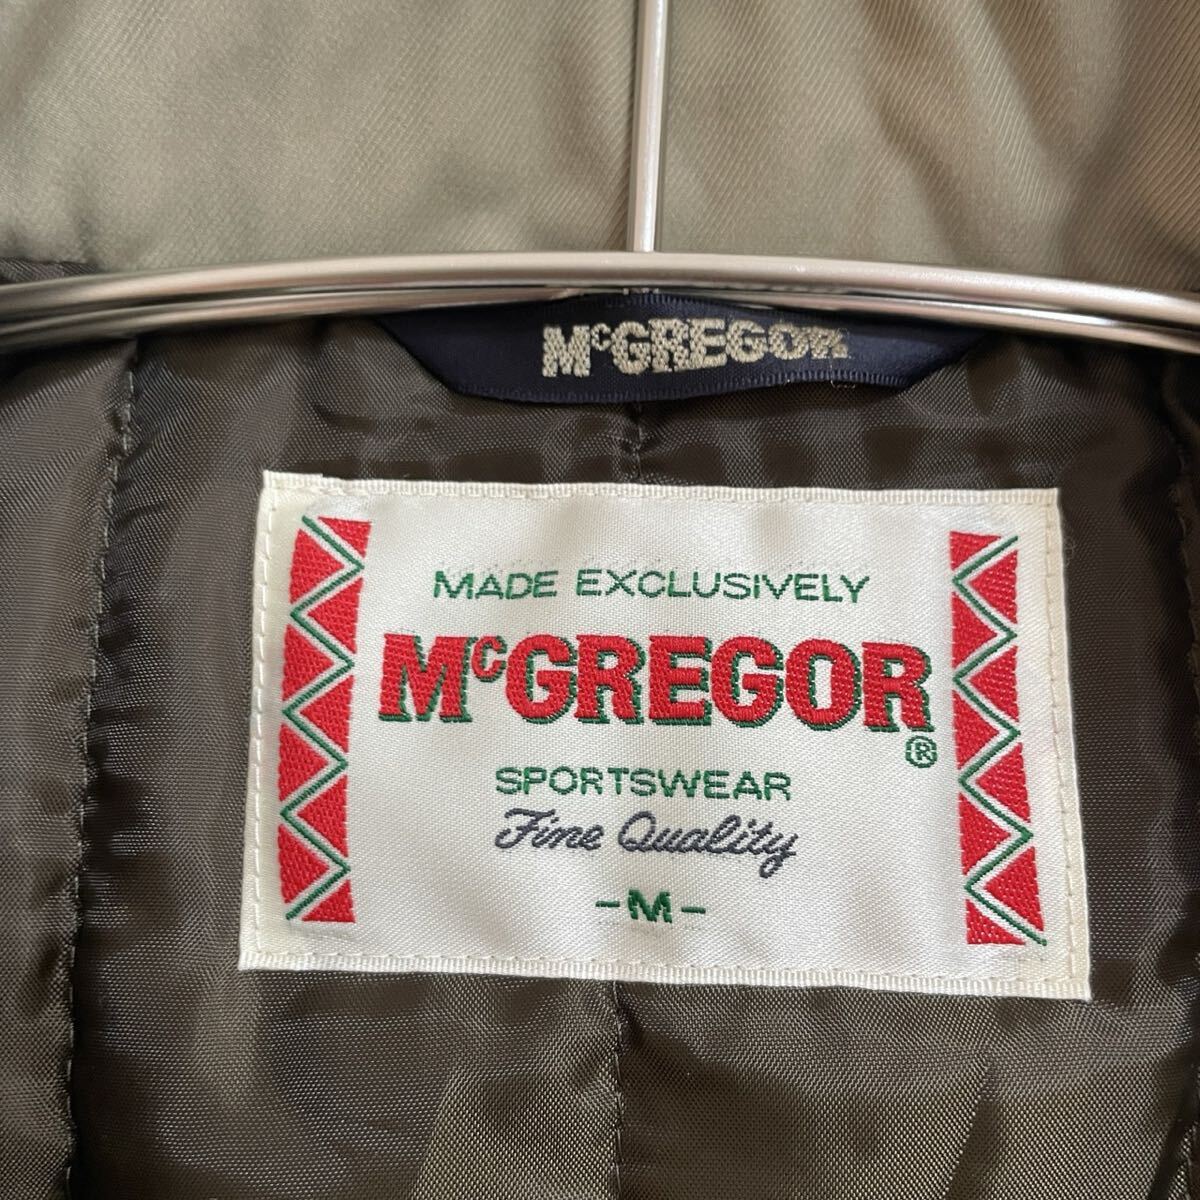 McGREGOR
MADE EXCLUSIVELY
McGREGOR®
SPORTSWEAR
Fine Quality
-M-